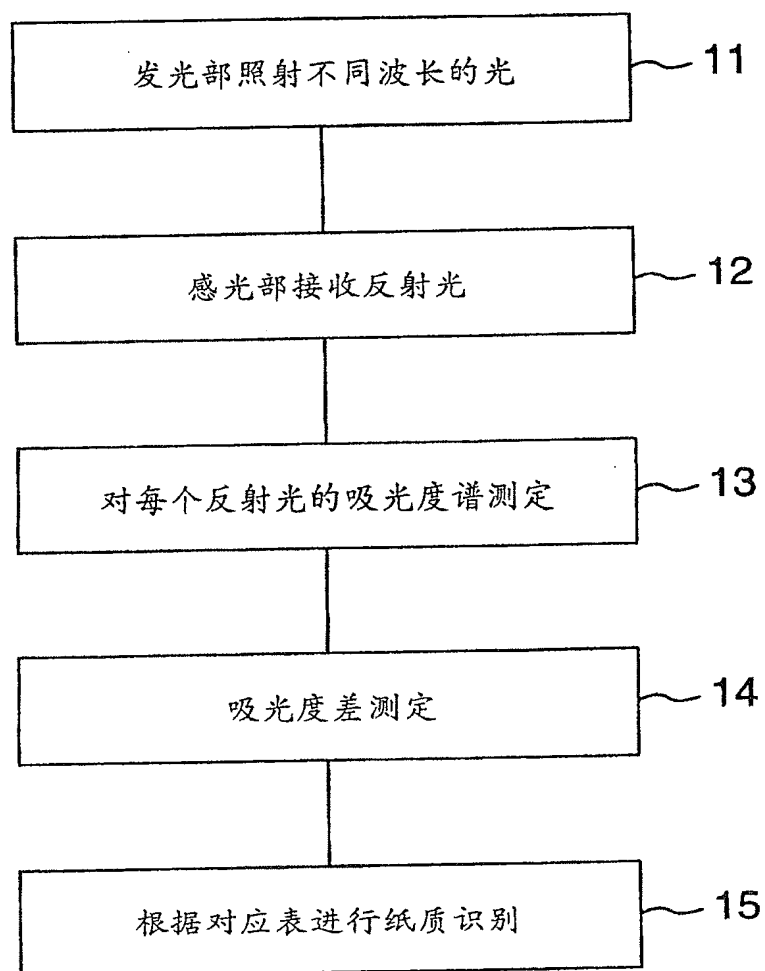 发光部照射不同波长的光 11
感光部接收反射光 12
对每个反射光的吸光度谱测定 13
吸光度差测定 14
根据对应表进行纸质识别 15